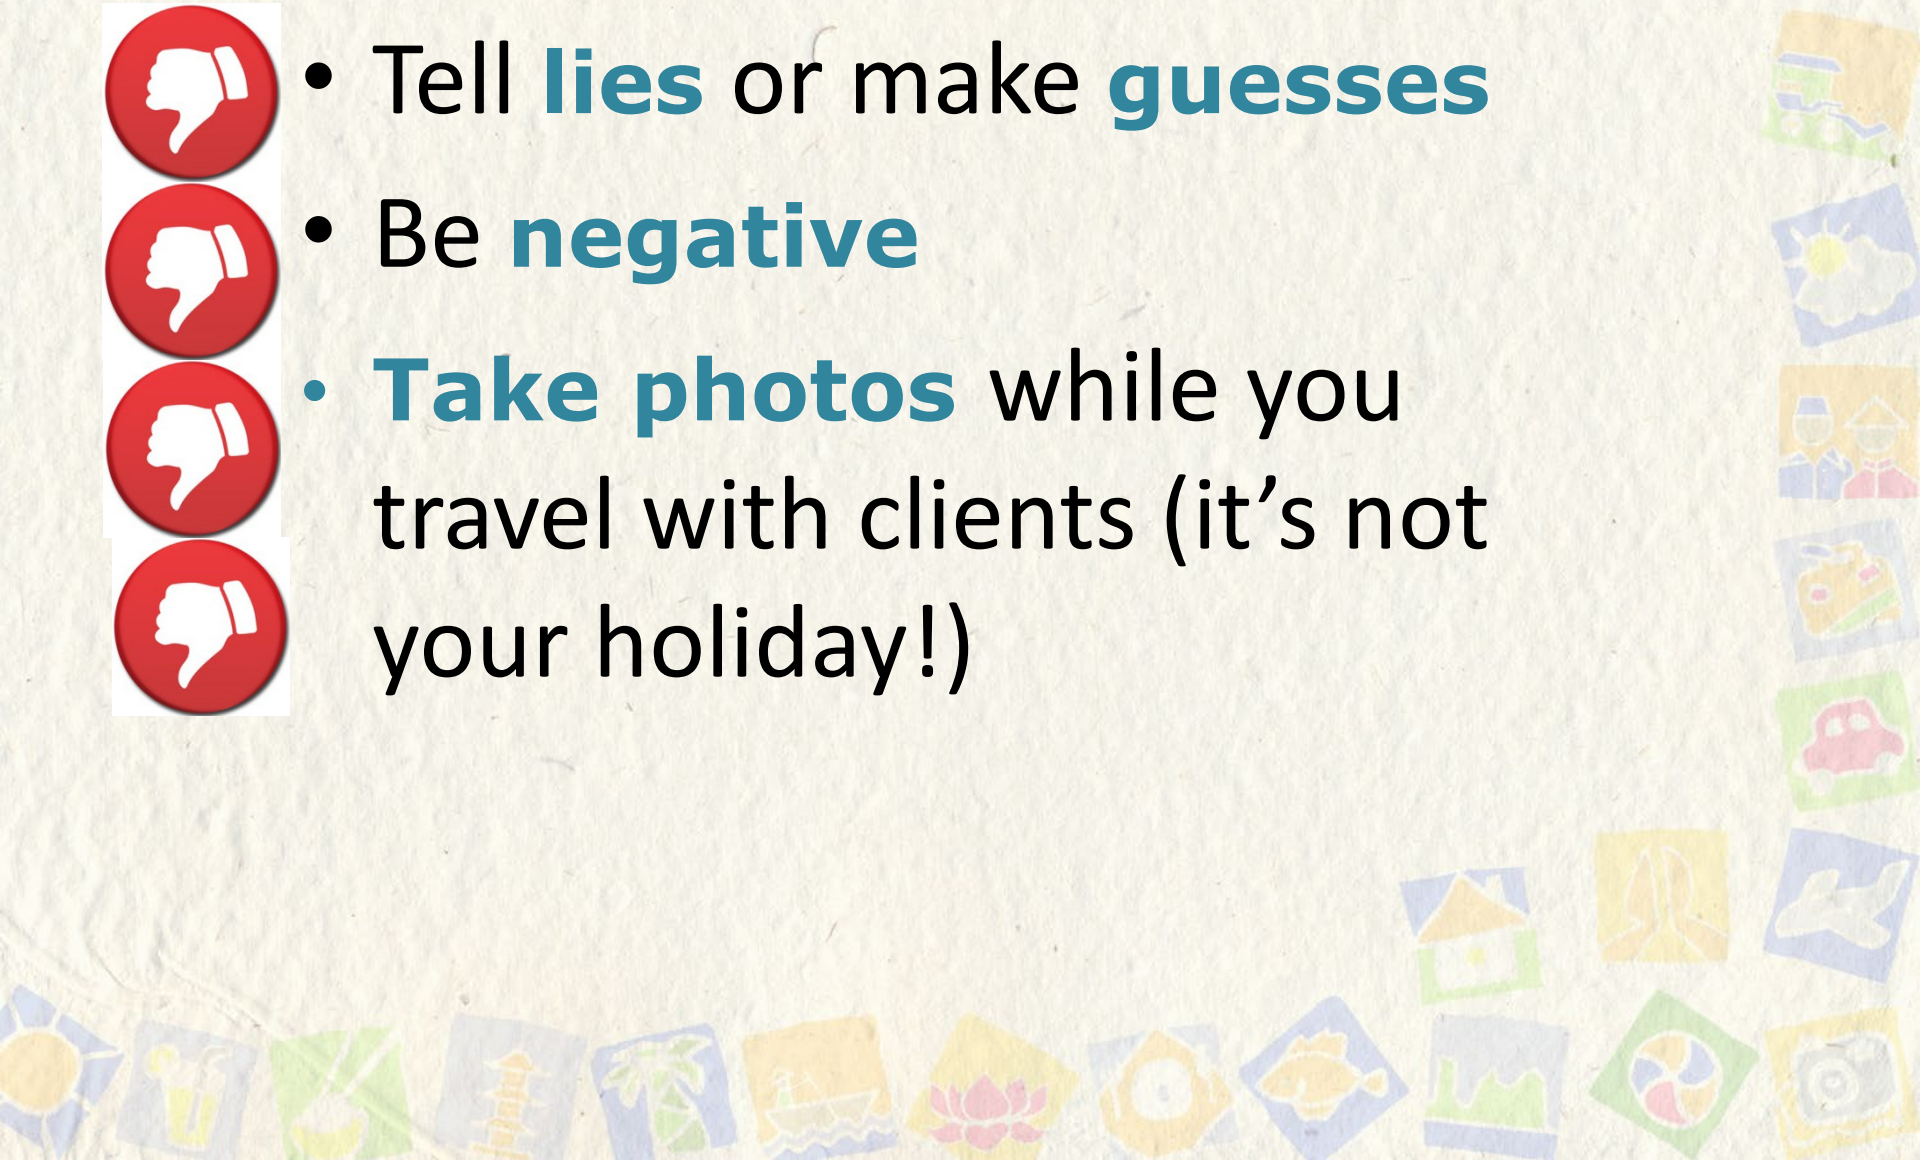 • Tell lies or make guesses
• Be negative
• Take photos while you
travel with clients (it’s not
your holiday!)